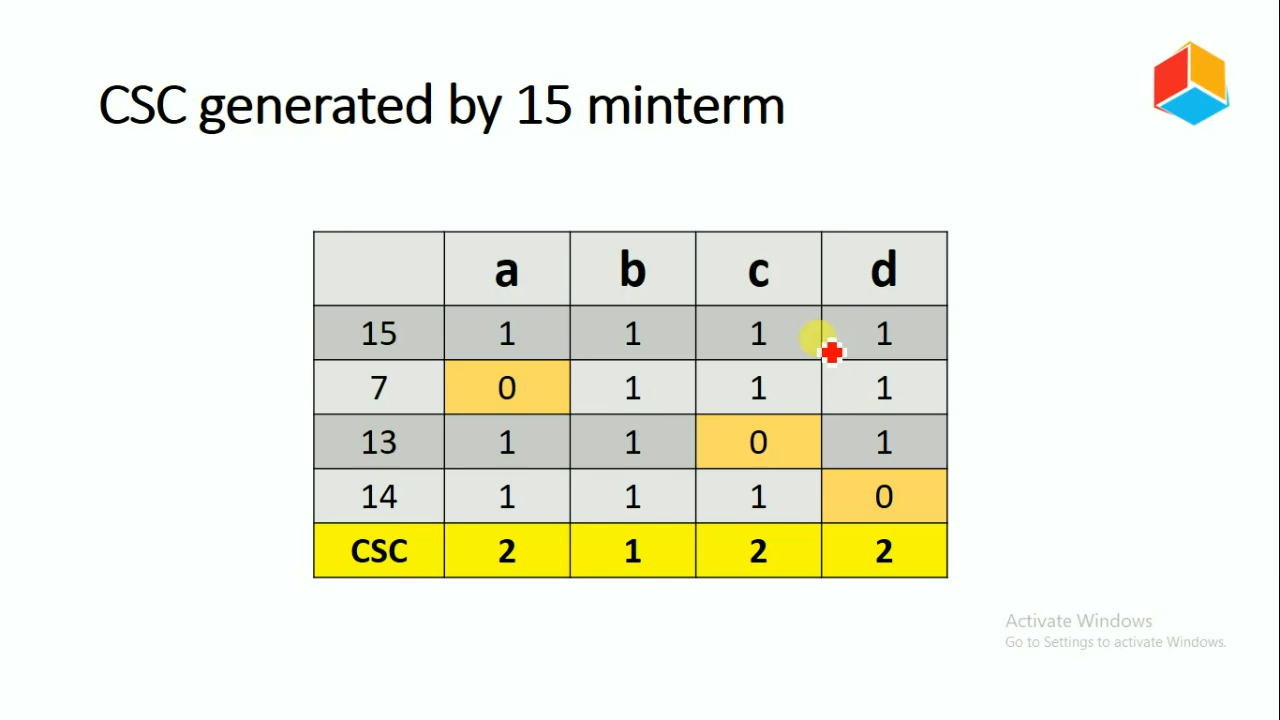 CSC generated by 15 minterm
a b c d
15 1 1 1 1
7 0 1 1 1
13 1 1 0 1
14 1 1 1 0
CSC 2 1 2 2
Activate Windows
Go to Settings to activate Windows.